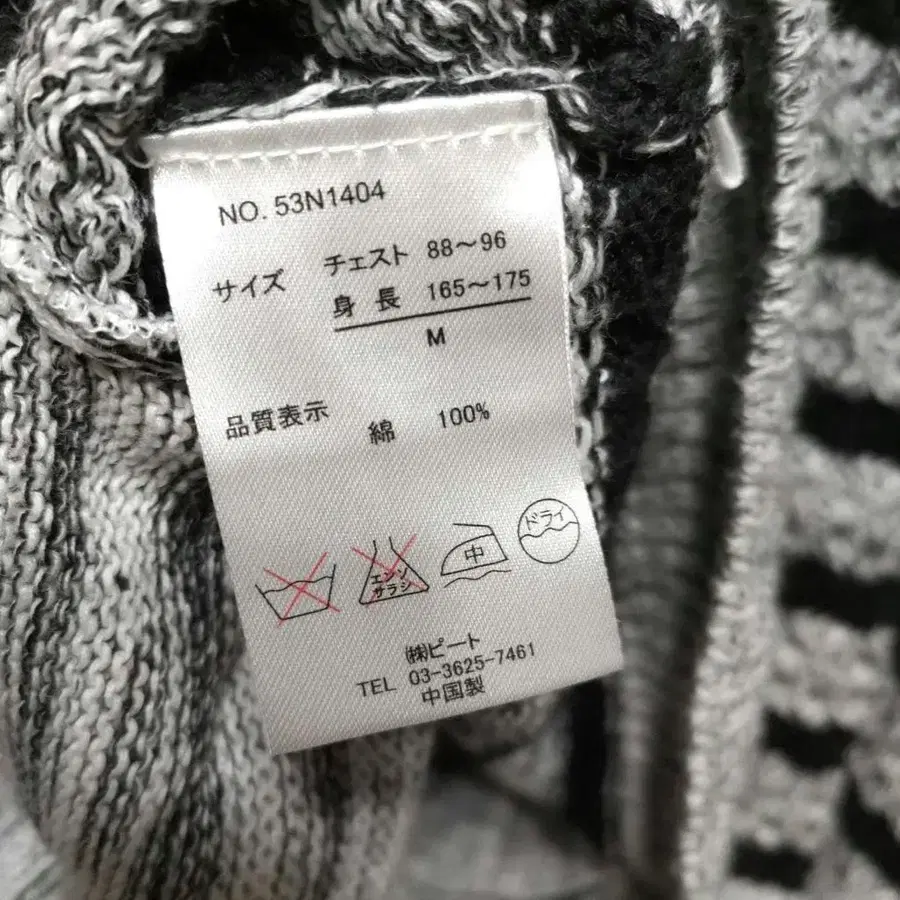 NO. 53N1404
サイズ チェスト 88～96
身長 165～175
M
品質表示 綿 100%
エンソ
サラシ
中
ドライ
㈱ピート
TEL 03-3625-7461
中国製